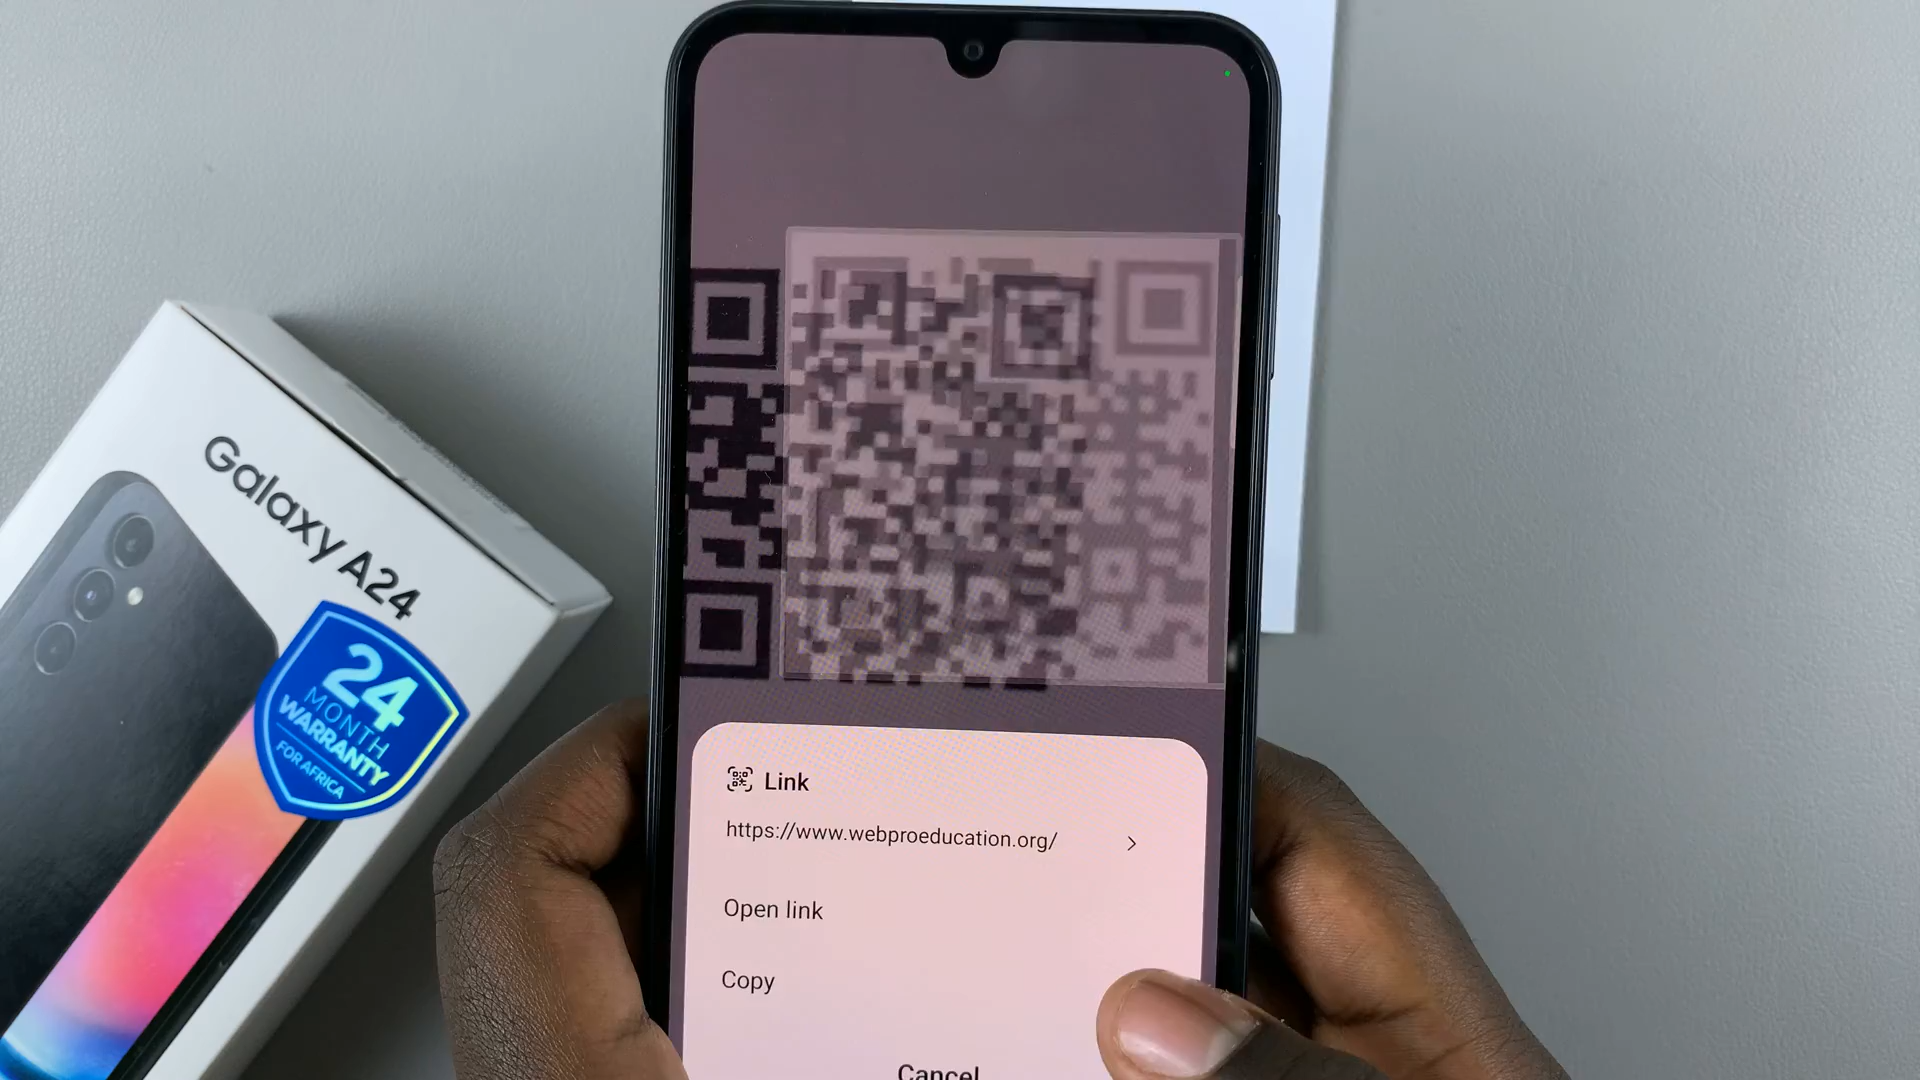 Galaxy A24
24
MONTH
WARRANTY
FOR AFRICA
Link
https://www.webproeducation.org/
Open link
Copy
Cancel